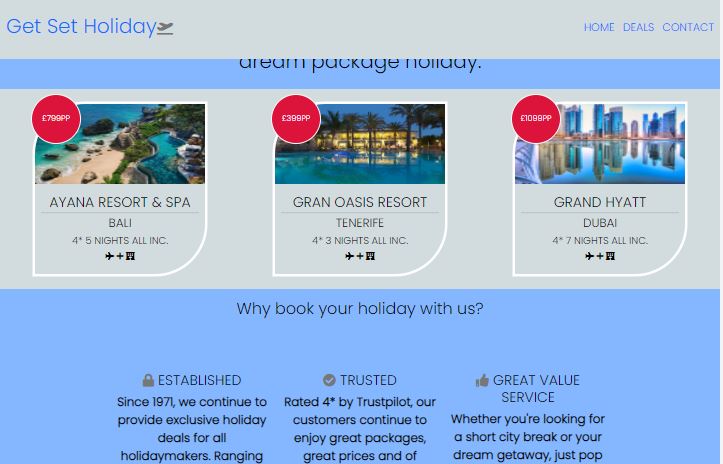 Get Set Holiday
HOME DEALS CONTACT
dream package holiday.
£799PP
£399PP
£1099PP
AYANA RESORT & SPA
BALI
4* 5 NIGHTS ALL INC.
+
GRAN OASIS RESORT
TENERIFE
4* 3 NIGHTS ALL INC.
+
GRAND HYATT
DUBAI
4* 7 NIGHTS ALL INC.
+
Why book your holiday with us?
ESTABLISHED
Since 1971, we continue to
provide exclusive holiday
deals for all
holidaymakers. Ranging
TRUSTED
Rated 4* by Trustpilot, our
customers continue to
enjoy great packages,
great prices and of
GREAT VALUE
SERVICE
Whether you're looking for
a short city break or your
dream getaway, just pop